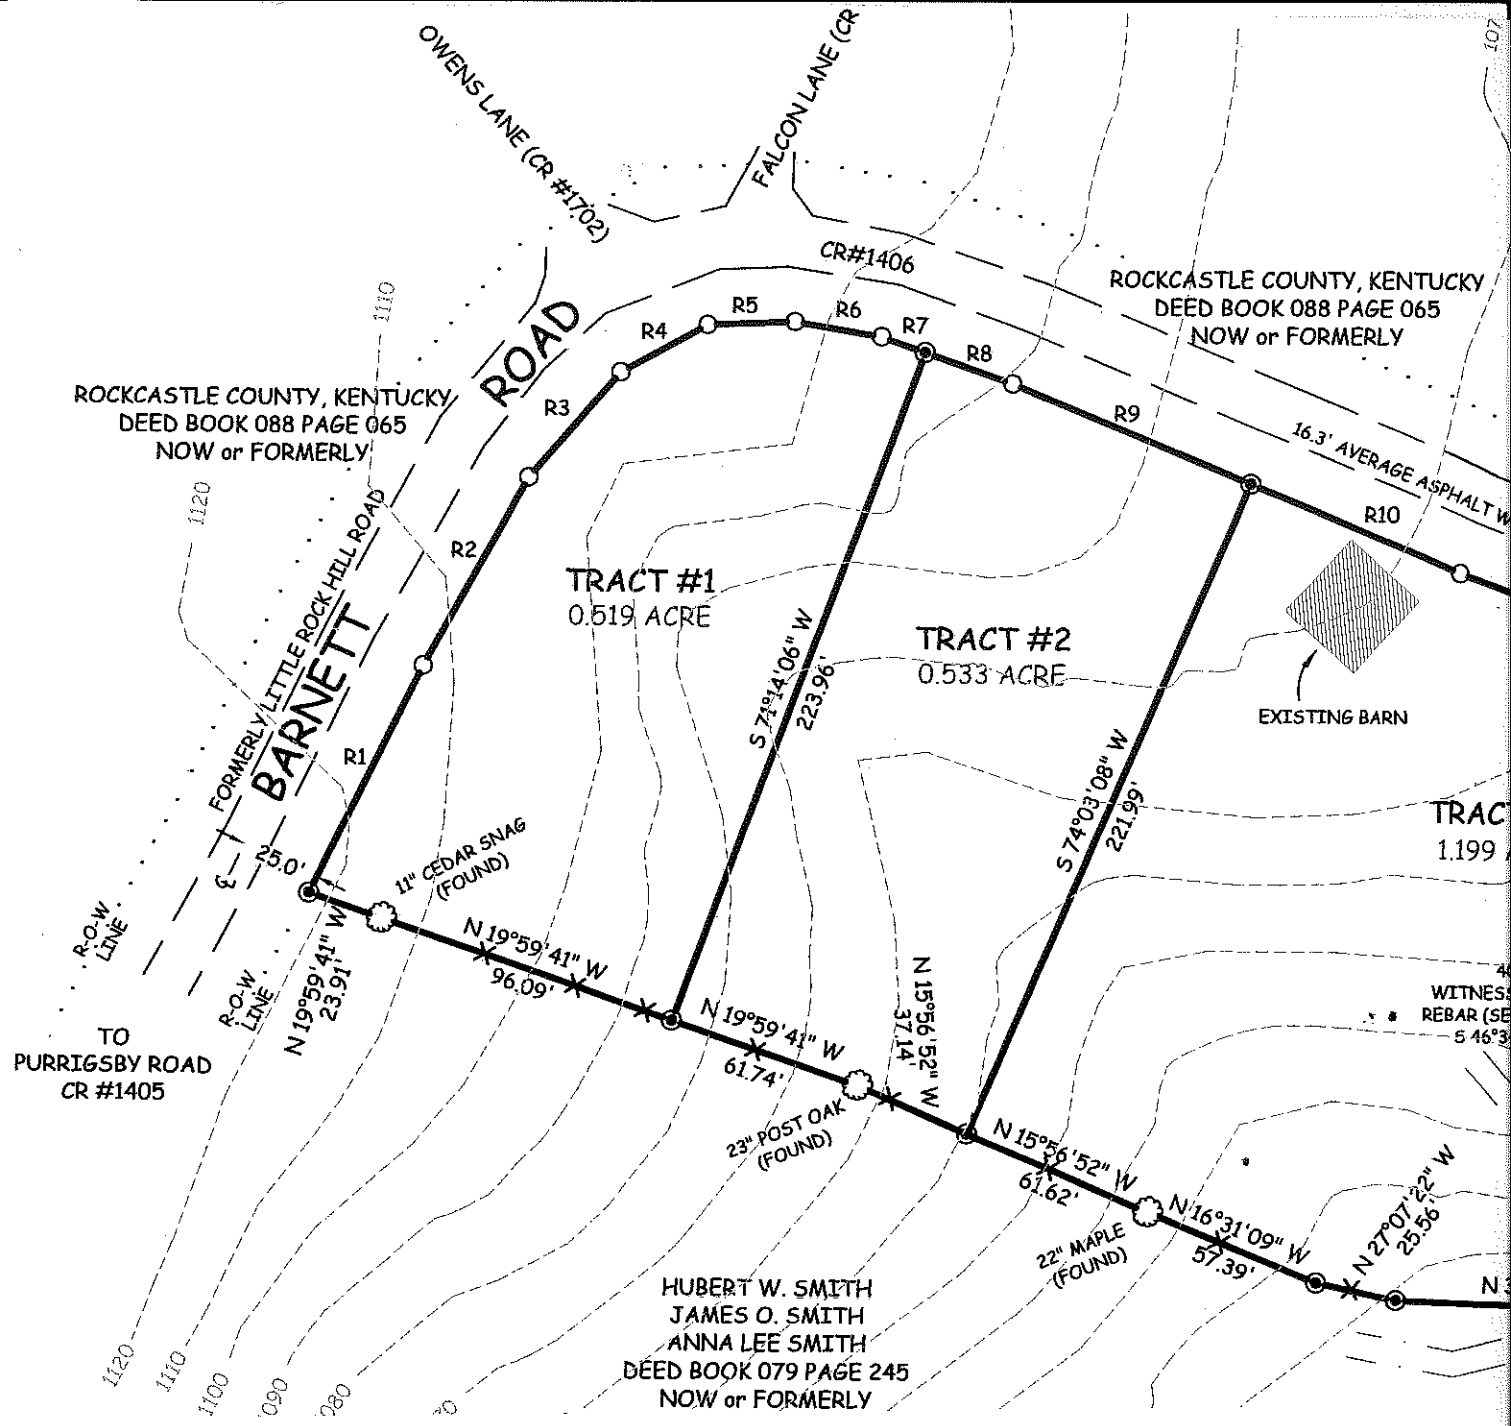 OWENS LANE (CR #1702)
FALCON LANE (CR
107
CR#1406
ROCKCASTLE COUNTY, KENTUCKY
DEED BOOK 088 PAGE 065
NOW or FORMERLY
1110
R5
R6
R7
R4
R8
ROAD
R3
R9
ROCKCASTLE COUNTY, KENTUCKY
DEED BOOK 088 PAGE 065
NOW or FORMERLY
16.3' AVERAGE ASPHALT W
1120
R2
R10
FORMERLY LITTLE ROCK HILL ROAD
BARNETT
TRACT #1
0.519 ACRE
TRACT #2
0.533 ACRE
S 71°14'06" W
223.96'
EXISTING BARN
R1
S 74°03'08" W
221.99'
TRAC
1.199
25.0'
11" CEDAR SNAG
(FOUND)
R-O-W
LINE
R-O-W
LINE
N 19°59'41" W
23.91'
N 19°59'41" W
96.09'
N 19°59'41" W
61.74'
N 15°56'52" W
37.14'
WITNES
REBAR (SE
S 46°3
TO
PURRIGSBY ROAD
CR #1405
23" POST OAK
(FOUND)
N 15°56'52" W
61.62'
22" MAPLE
(FOUND)
N 16°31'09" W
57.39'
N 27°07'22" W
25.56'
N
HUBERT W. SMITH
JAMES O. SMITH
ANNA LEE SMITH
DEED BOOK 079 PAGE 245
NOW or FORMERLY
1120
1110
1100
090
080